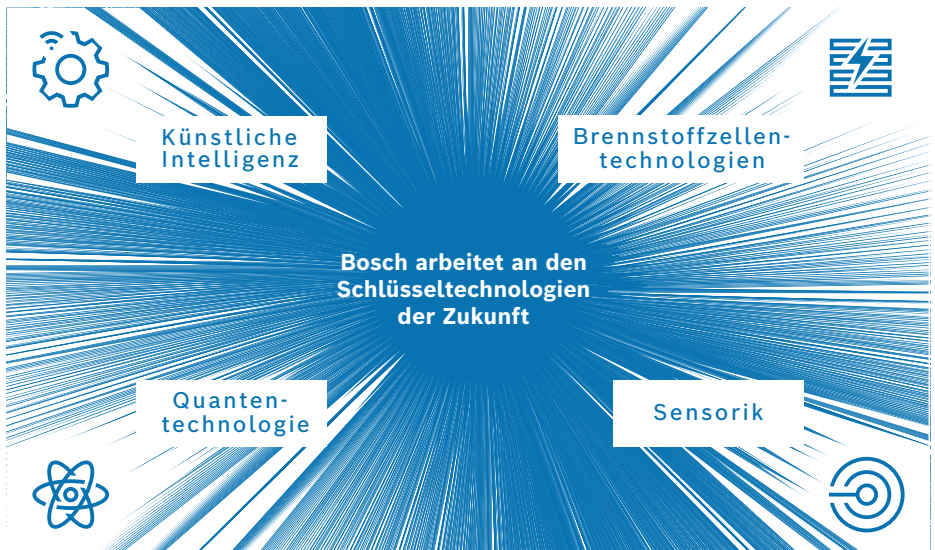 Künstliche
Intelligenz
Brennstoffzellen-
technologien
Bosch arbeitet an den
Schlüsseltechnologien
der Zukunft
Quanten-
technologie
Sensorik